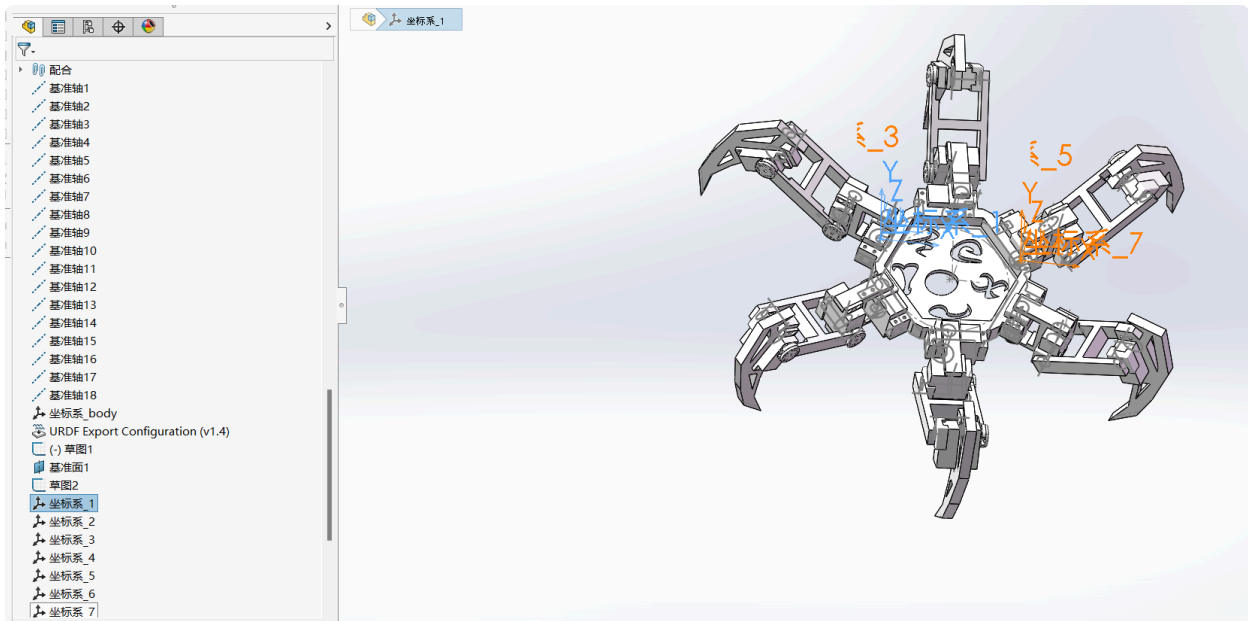 坐标系_1
配合
基准轴1
基准轴2
基准轴3
基准轴4
基准轴5
基准轴6
基准轴7
基准轴8
基准轴9
基准轴10
基准轴11
基准轴12
基准轴13
基准轴14
基准轴15
基准轴16
基准轴17
基准轴18
坐标系_body
URDF Export Configuration (v1.4)
(-) 草图1
基准面1
草图2
坐标系_1
坐标系_2
坐标系_3
坐标系_4
坐标系_5
坐标系_6
坐标系_7
_3
_5
Y
Z
坐标系_1
Y
Z
坐标系_7